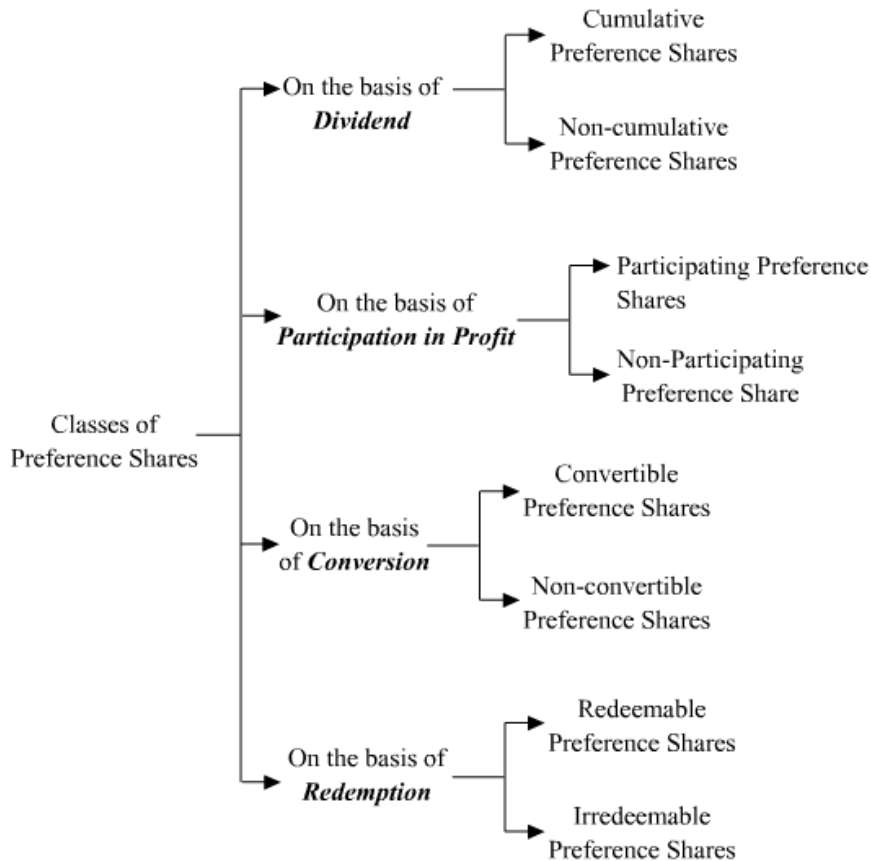 Classes of
Preference Shares
On the basis of
Dividend
Cumulative
Preference Shares
Non-cumulative
Preference Shares
On the basis of
Participation in Profit
Participating Preference
Shares
Non-Participating
Preference Share
On the basis
of Conversion
Convertible
Preference Shares
Non-convertible
Preference Shares
On the basis of
Redemption
Redeemable
Preference Shares
Irredeemable
Preference Shares